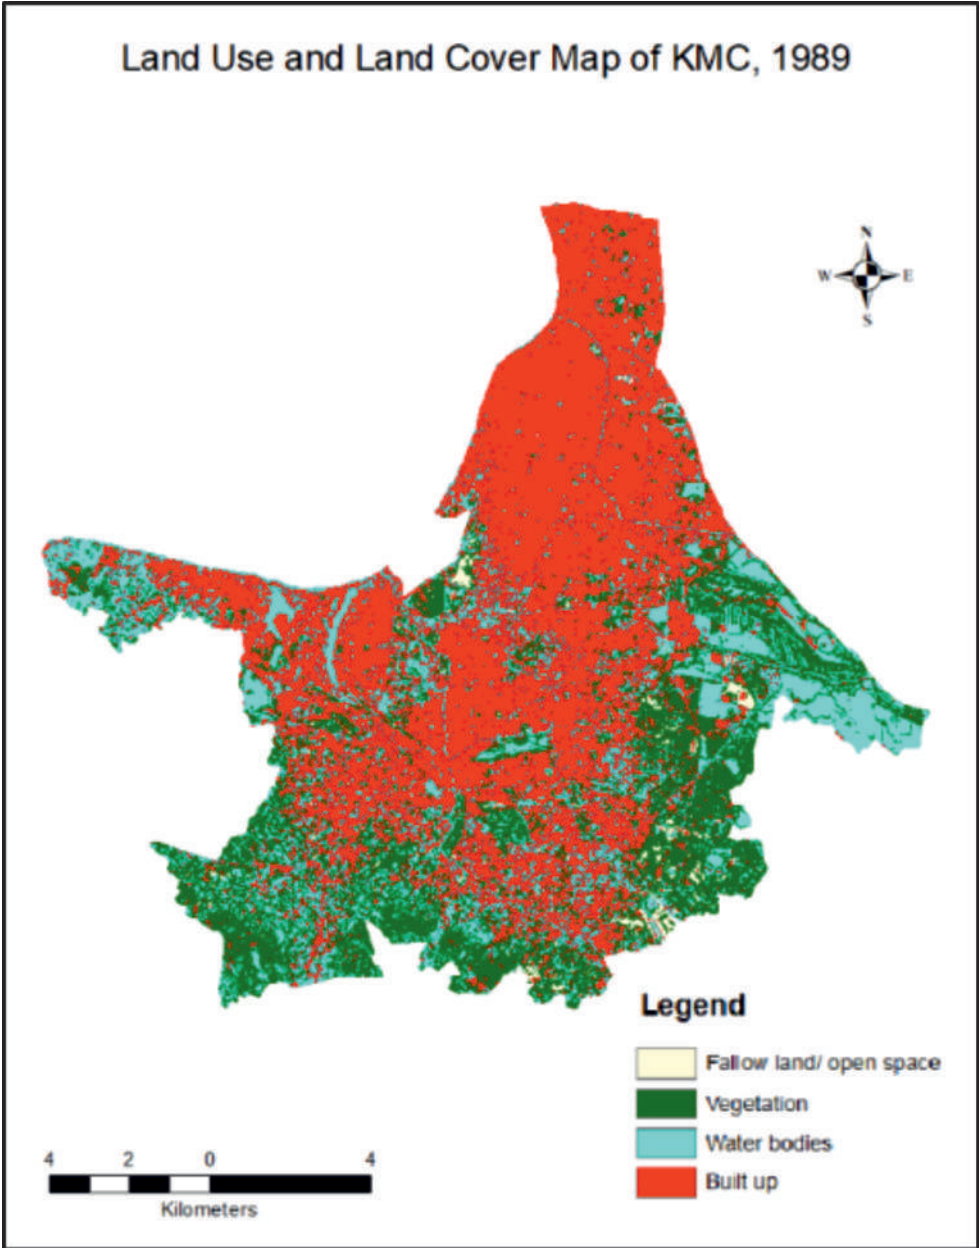 Land Use and Land Cover Map of KMC, 1989
N
W E
S
Legend
Fallow land/ open space
Vegetation
Water bodies
Built up
4 2 0 4
Kilometers